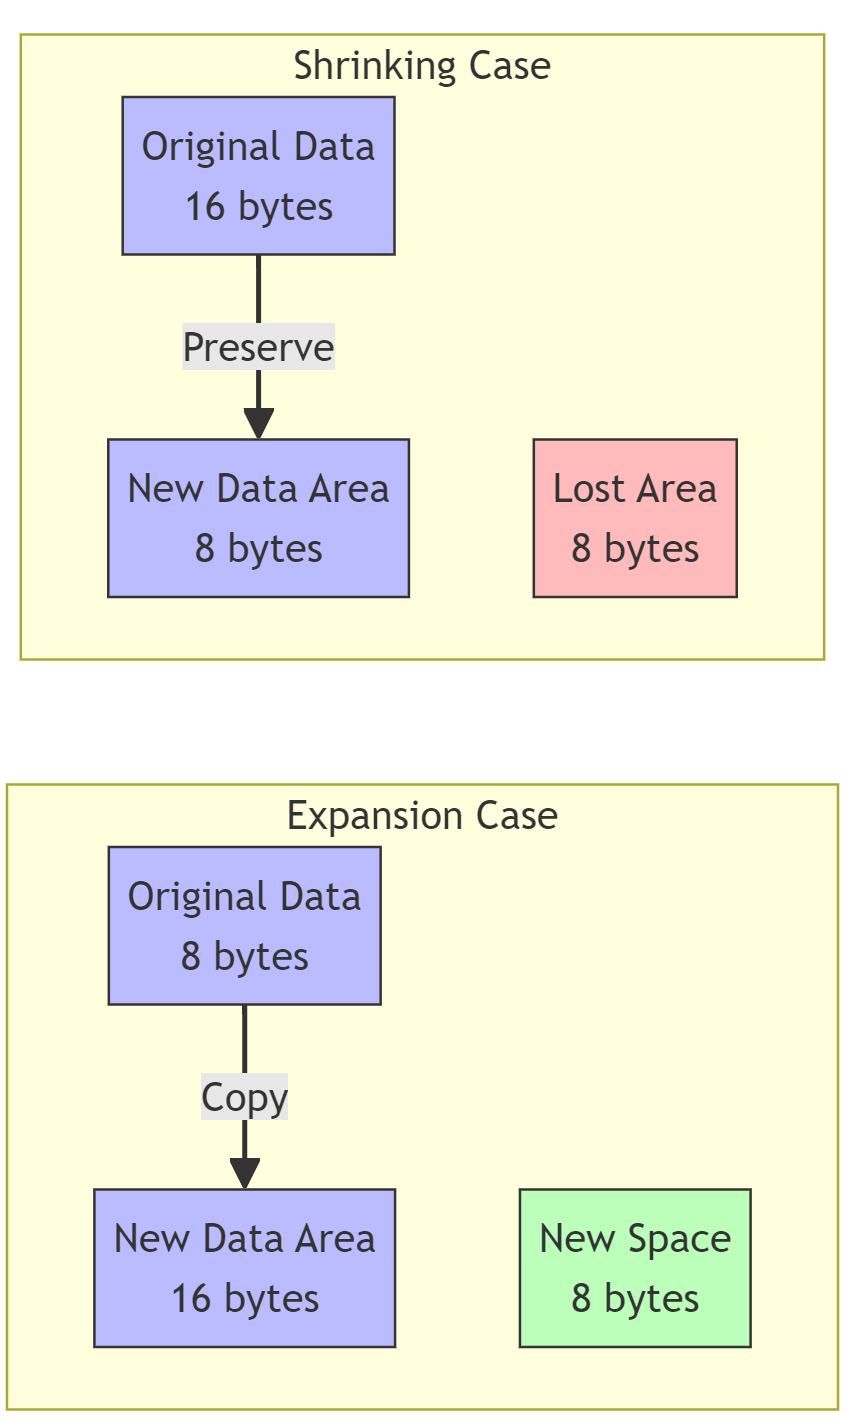 Shrinking Case
Original Data
16 bytes
Preserve
New Data Area
8 bytes
Lost Area
8 bytes
Expansion Case
Original Data
8 bytes
Copy
New Data Area
16 bytes
New Space
8 bytes